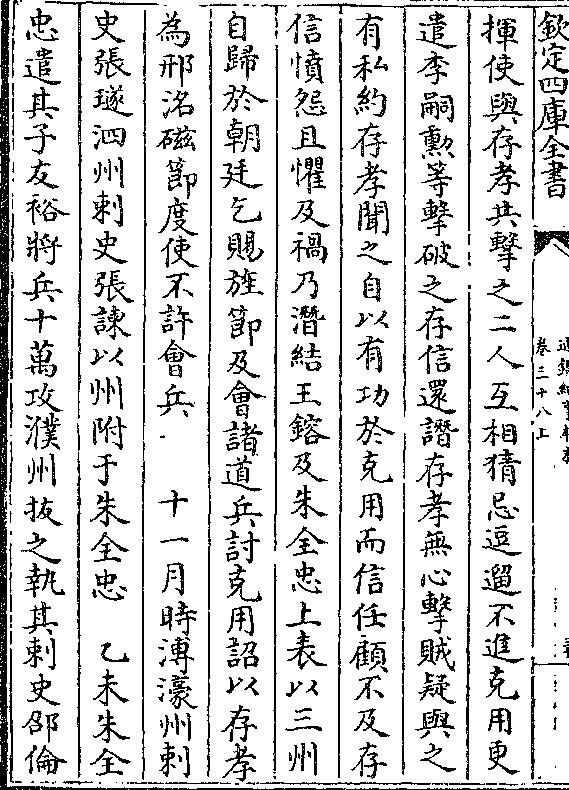 欽定四庫全書
卷三十八上
揮使與存孝共擊之二人互相猜忌逗遛不進克用更
遣李嗣勲等擊破之存信還譖存孝無心擊賊疑與之
有私約存孝聞之自以有功於克用而信任顧不及存
信憤怨且懼及禍乃潛結王鎔及朱全忠上表以三州
自歸於朝廷乞賜旌節及會諸道兵討克用詔以存孝
為邢洺磁節度使不許會兵 十一月時溥濠州刺
史張璲泗州刺史張諫以州附于朱全忠 乙未朱全
忠遣其子友裕將兵十萬攻濮州抜之執其刺史邵倫